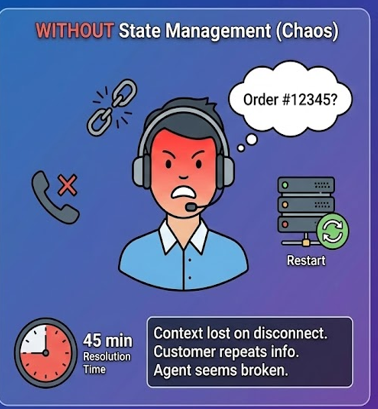 WITHOUT State Management (Chaos)
Order #12345?
Restart
45 min
Resolution
Time
Context lost on disconnect.
Customer repeats info.
Agent seems broken.